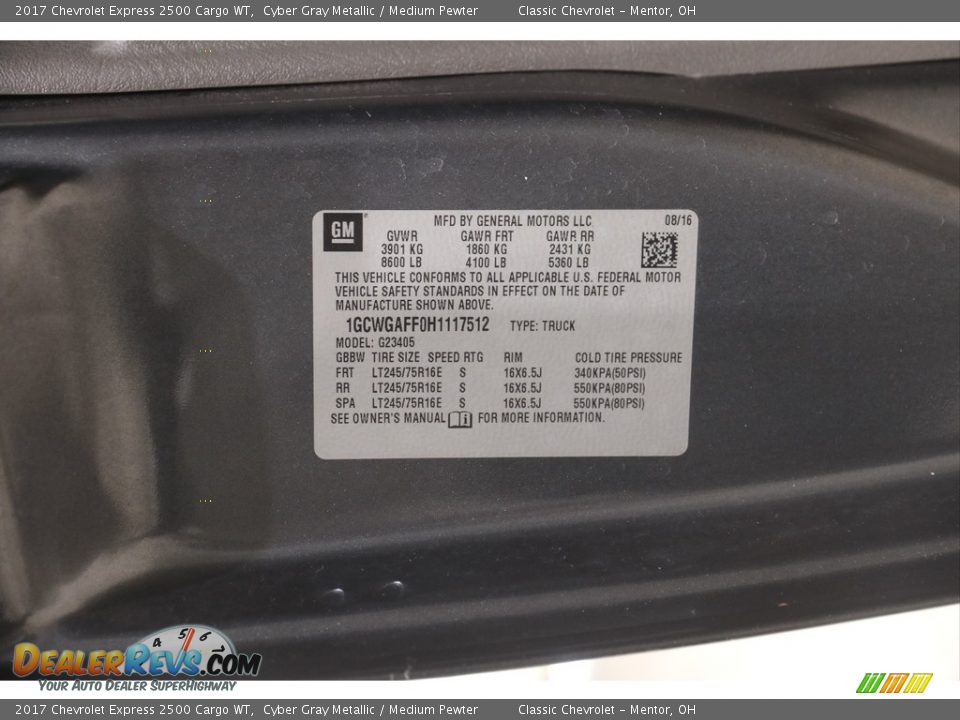 2017 Chevrolet Express 2500 Cargo WT, Cyber Gray Metallic / Medium Pewter Classic Chevrolet – Mentor, OH
GM MFD BY GENERAL MOTORS LLC 08/16
GVWR GAWR FRT GAWR RR
3901 KG 1860 KG 2431 KG
8600 LB 4100 LB 5360 LB
THIS VEHICLE CONFORMS TO ALL APPLICABLE U.S. FEDERAL MOTOR
VEHICLE SAFETY STANDARDS IN EFFECT ON THE DATE OF
MANUFACTURE SHOWN ABOVE.
1GCWGAFF0H1117512 TYPE: TRUCK
MODEL: G23405
GBBW TIRE SIZE SPEED RTG RIM COLD TIRE PRESSURE
FRT LT245/75R16E S 16X6.5J 340KPA(50PSI)
RR LT245/75R16E S 16X6.5J 550KPA(80PSI)
SPA LT245/75R16E S 16X6.5J 550KPA(80PSI)
SEE OWNER'S MANUAL i FOR MORE INFORMATION.
4 5 6
DEALERREVS.COM
YOUR AUTO DEALER SUPERHIGHWAY
2017 Chevrolet Express 2500 Cargo WT, Cyber Gray Metallic / Medium Pewter Classic Chevrolet – Mentor, OH